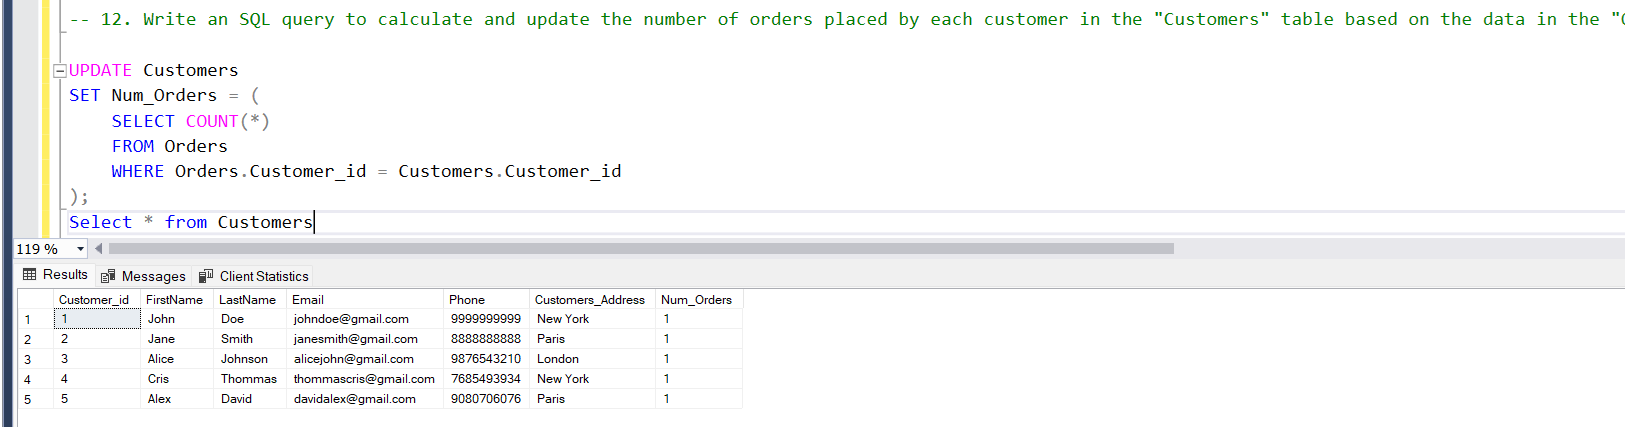 -- 12. Write an SQL query to calculate and update the number of orders placed by each customer in the "Customers" table based on the data in the "
UPDATE Customers
SET Num_Orders = (
SELECT COUNT(*)
FROM Orders
WHERE Orders.Customer_id = Customers.Customer_id
);
Select * from Customers
119 %
Results Messages Client Statistics
Customer_id FirstName LastName Email Phone Customers_Address Num_Orders
1 1 John Doe johndoe@gmail.com 9999999999 New York 1
2 2 Jane Smith janesmith@gmail.com 8888888888 Paris 1
3 3 Alice Johnson alicejohn@gmail.com 9876543210 London 1
4 4 Cris Thommas thommascris@gmail.com 7685493934 New York 1
5 5 Alex David davidalex@gmail.com 9080706076 Paris 1